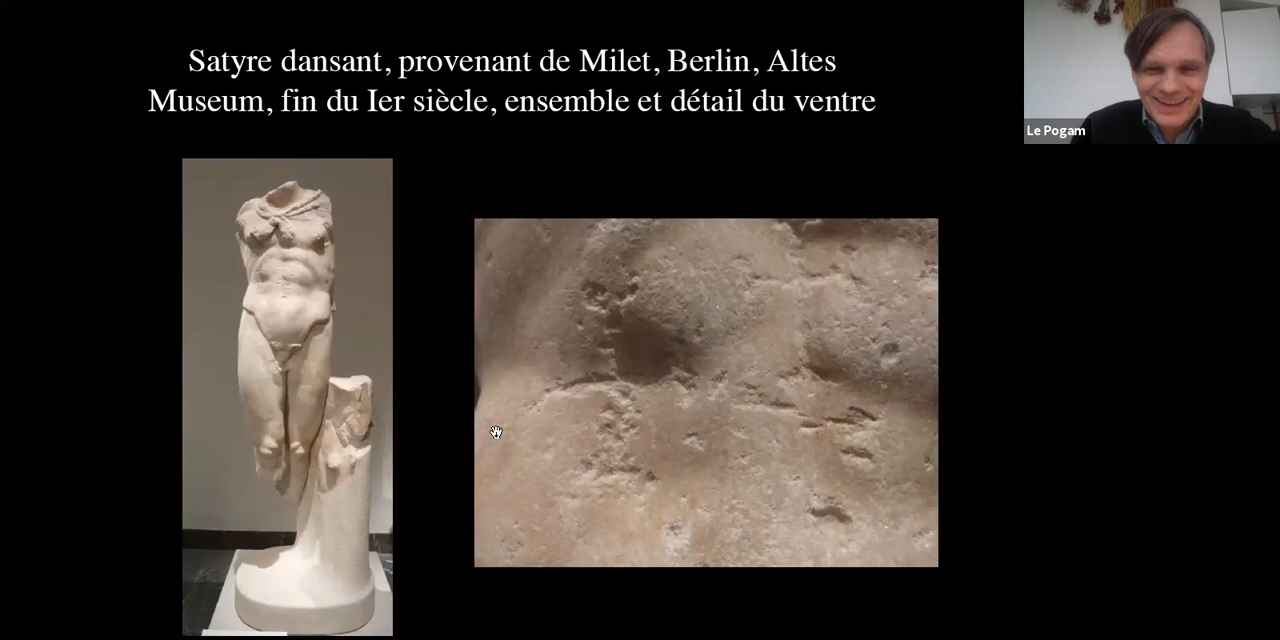 Satyre dansant, provenant de Milet, Berlin, Altes
Museum, fin du Ier siècle, ensemble et détail du ventre
Le Pogam